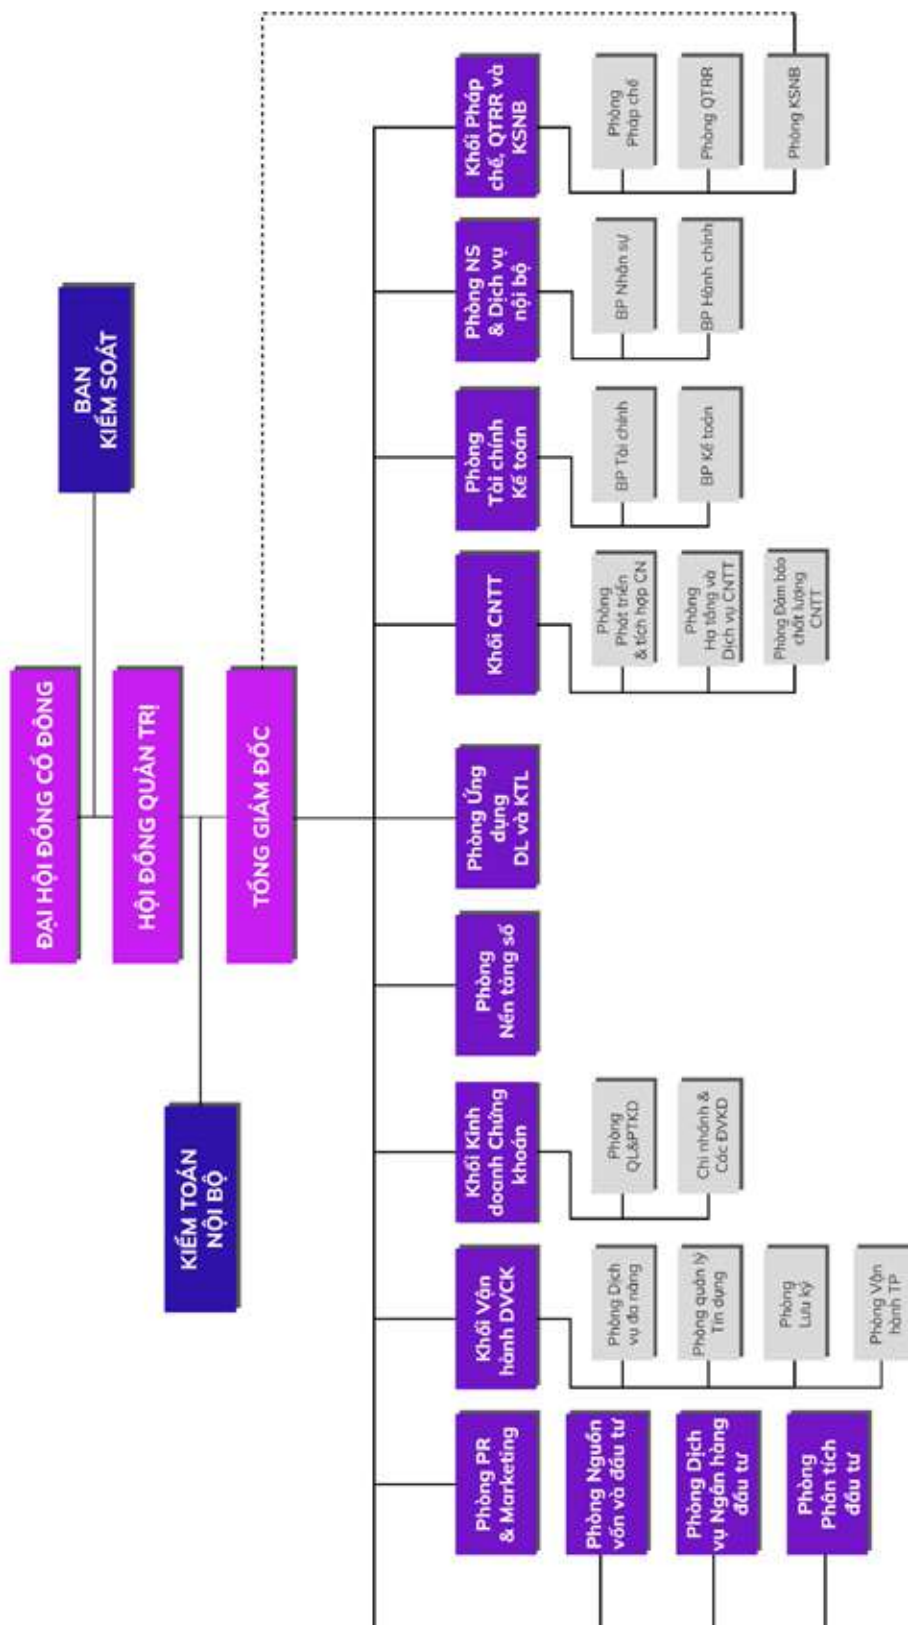 ĐẠI HỘI ĐỒNG CỔ ĐÔNG
BAN
KIỂM SOÁT
HỘI ĐỒNG QUẢN TRỊ
KIỂM TOÁN
NỘI BỘ
TỔNG GIÁM ĐỐC
Phòng PR
& Marketing
Khối Vận
hành DVCK
Khối Kinh
doanh Chứng
khoán
Phòng
Nền tảng số
Phòng Ứng
dụng
DL và KTL
Khối CNTT
Phòng
Tài chính
Kế toán
Phòng NS
& Dịch vụ
nội bộ
Khối Pháp
chế, QTRR và
KSNB
Phòng Nguồn
vốn và đầu tư
Phòng Dịch
vụ Ngân hàng
đầu tư
Phòng
Phân tích
đầu tư
Phòng Dịch
vụ đa năng
Phòng quản lý
Tín dụng
Phòng
Lưu ký
Phòng Vận
hành TP
Phòng
QL&PTKD
Chi nhánh &
Các ĐVKD
Phòng
Phát triển
& tích hợp CN
Phòng
Hạ tầng và
Dịch vụ CNTT
Phòng Đảm bảo
chất lượng
CNTT
BP Tài chính
BP Kế toán
BP Nhân sự
BP Hành chính
Phòng
Pháp chế
Phòng QTRR
Phòng KSNB